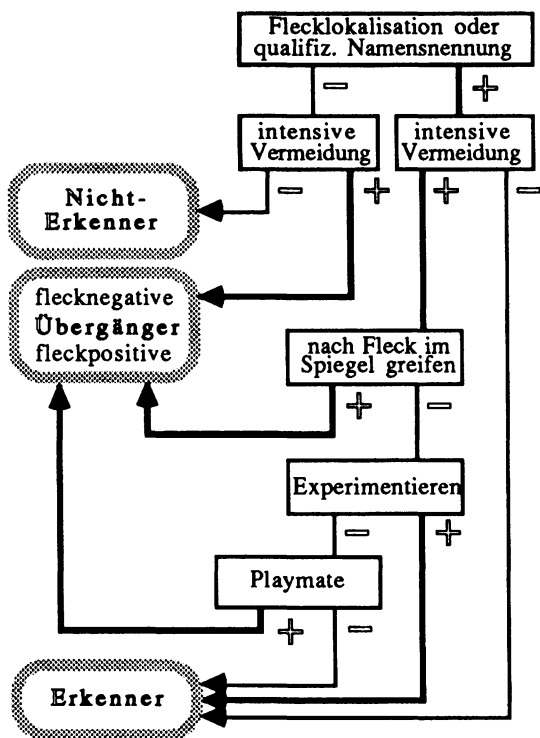 Flecklokalisation oder
qualifiz. Namensnennung
− +
intensive
Vermeidung
intensive
Vermeidung
− + + −
Nicht-
Erkenner
flecknegative
Übergänger
fleckpositive
nach Fleck im
Spiegel greifen
+ −
Experimentieren
− +
Playmate
+ −
Erkenner